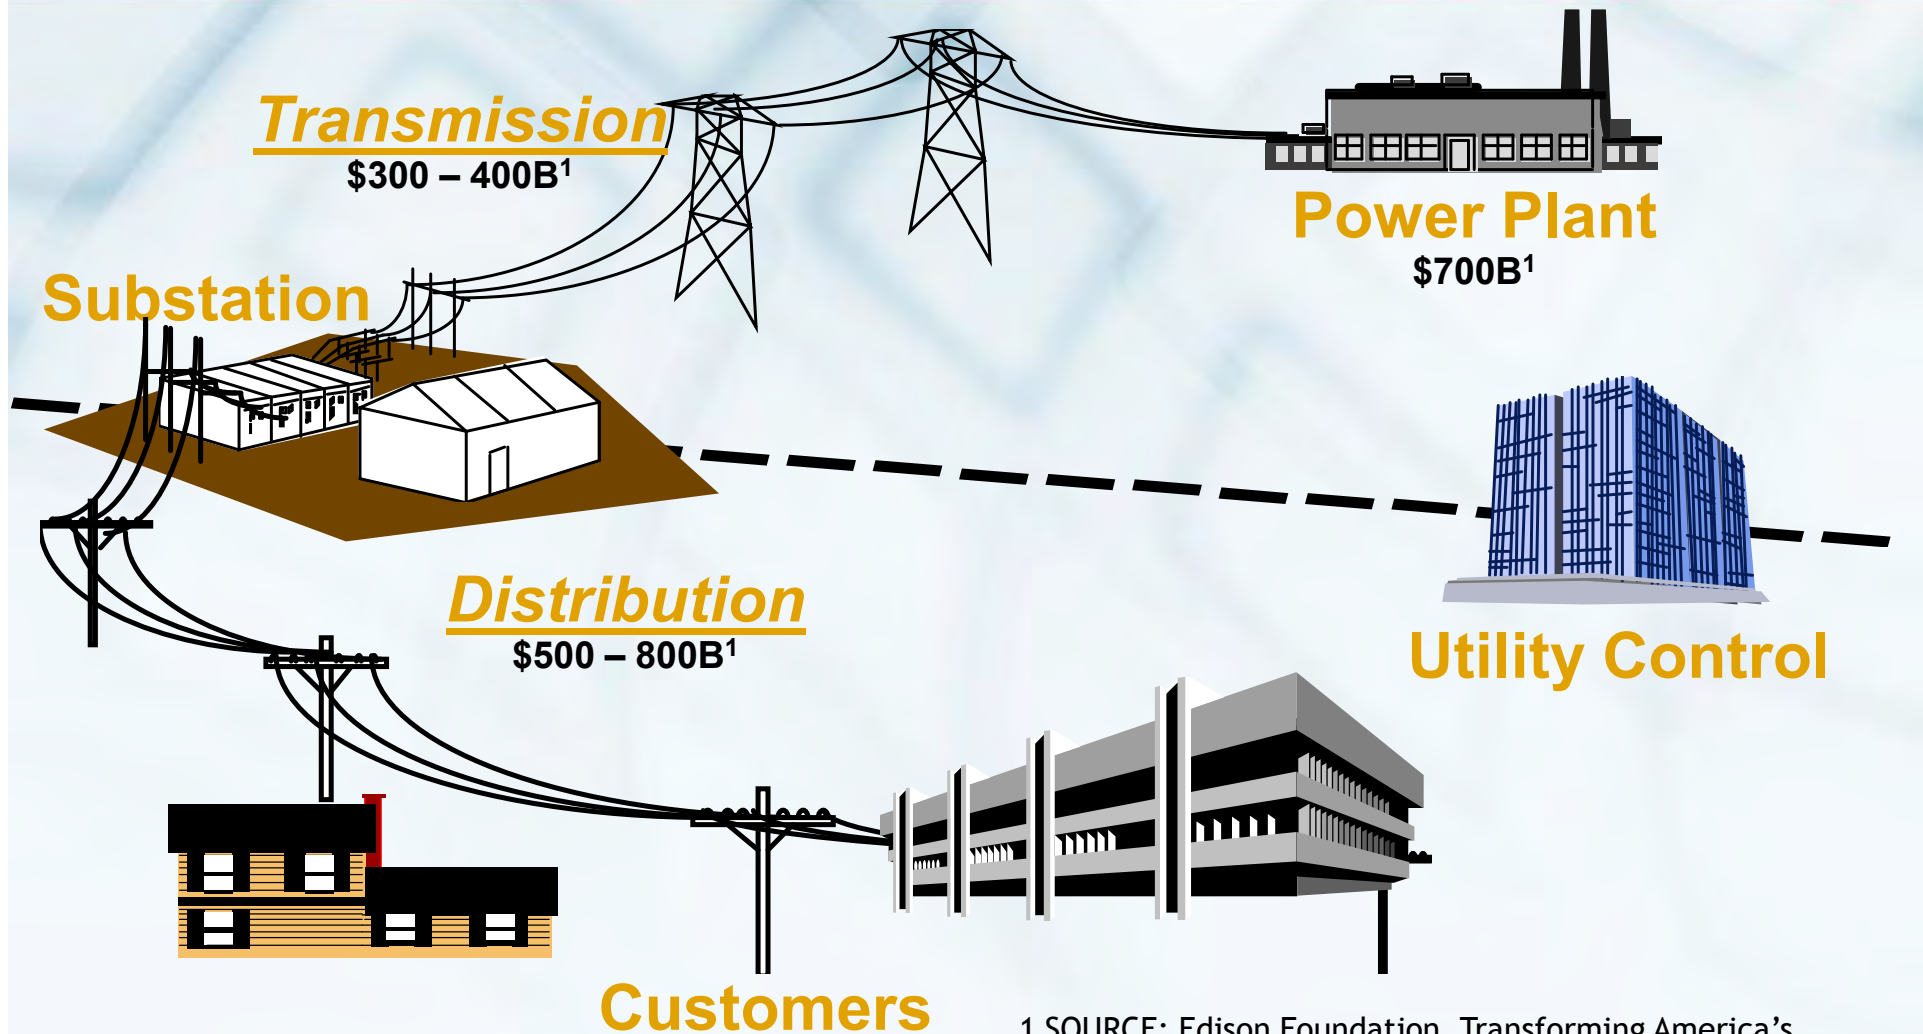 Transmission
$300 – 400B¹
Power Plant
$700B¹
Substation
Distribution
$500 – 800B¹
Utility Control
Customers
1 SOURCE: Edison Foundation, Transforming America's